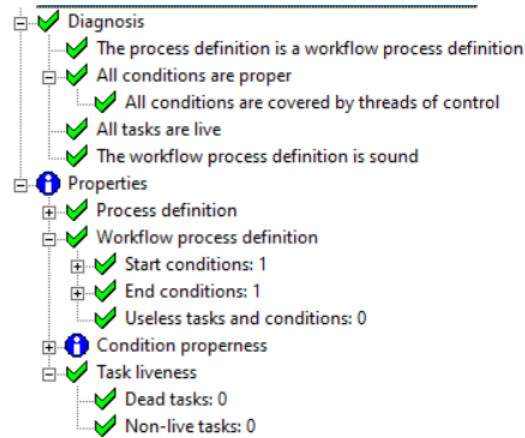 Diagnosis
The process definition is a workflow process definition
All conditions are proper
All conditions are covered by threads of control
All tasks are live
The workflow process definition is sound
Properties
Process definition
Workflow process definition
Start conditions: 1
End conditions: 1
Useless tasks and conditions: 0
Condition properness
Task liveness
Dead tasks: 0
Non-live tasks: 0